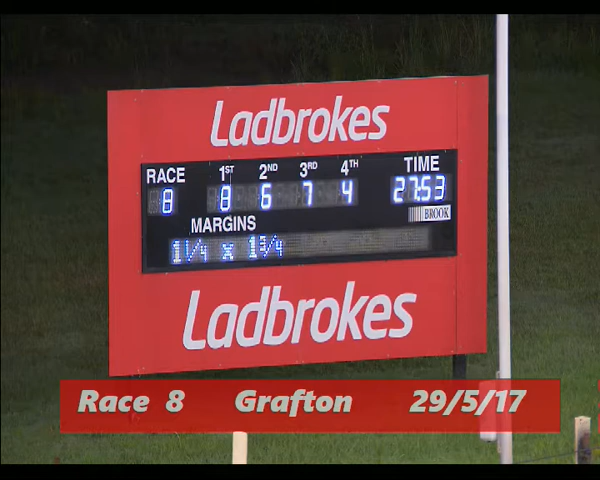 Ladbrokes
RACE 1ST 2ND 3RD 4TH TIME
8 8 6 7 4 27.53
BROOK
MARGINS
1 1/4 x 1 3/4
Ladbrokes
Race 8 Grafton 29/5/17